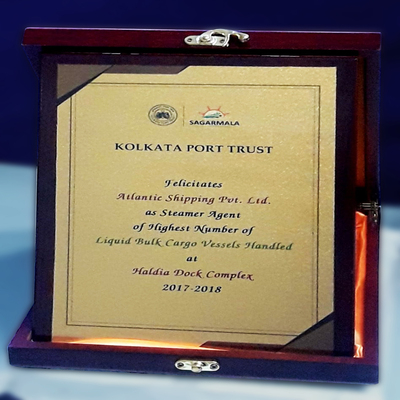 SAGARMALA
KOLKATA PORT TRUST
Felicitates
Atlantic Shipping Pvt. Ltd.
as Steamer Agent
of Highest Number of
Liquid Bulk Cargo Vessels Handled
at
Haldia Dock Complex
2017-2018